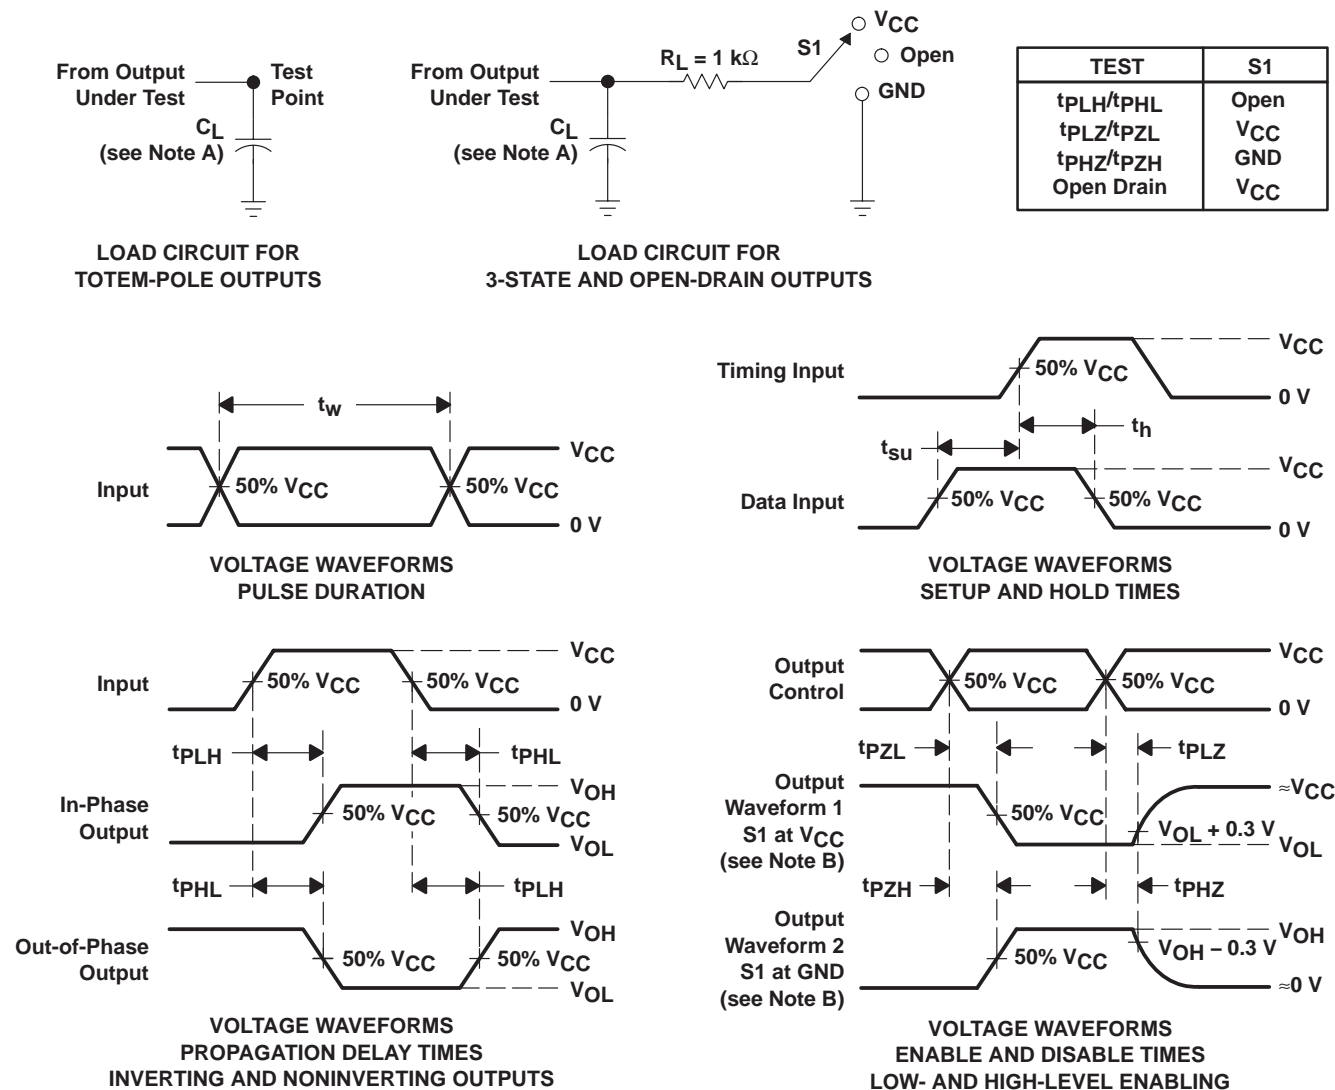 From Output
Under Test
Test
Point
CL
(see Note A)
LOAD CIRCUIT FOR
TOTEM-POLE OUTPUTS
From Output
Under Test
CL
(see Note A)
RL = 1 kΩ
S1
VCC
Open
GND
LOAD CIRCUIT FOR
3-STATE AND OPEN-DRAIN OUTPUTS
TEST S1
tPLH/tPHL Open
tPLZ/tPZL VCC
tPHZ/tPZH GND
Open Drain VCC
tw
Input
50% VCC
50% VCC
VCC
0 V
VOLTAGE WAVEFORMS
PULSE DURATION
Timing Input
50% VCC
VCC
0 V
tsu
th
Data Input
50% VCC
50% VCC
VCC
0 V
VOLTAGE WAVEFORMS
SETUP AND HOLD TIMES
Input
50% VCC
50% VCC
VCC
0 V
tPLH
tPHL
In-Phase
Output
50% VCC
50% VCC
VOH
VOL
tPHL
tPLH
Out-of-Phase
Output
50% VCC
50% VCC
VOH
VOL
VOLTAGE WAVEFORMS
PROPAGATION DELAY TIMES
INVERTING AND NONINVERTING OUTPUTS
Output
Control
50% VCC
50% VCC
VCC
0 V
tPZL
tPLZ
Output
Waveform 1
S1 at VCC
(see Note B)
50% VCC
VOL + 0.3 V
≈VCC
VOL
tPZH
tPHZ
Output
Waveform 2
S1 at GND
(see Note B)
50% VCC
VOH – 0.3 V
VOH
≈0 V
VOLTAGE WAVEFORMS
ENABLE AND DISABLE TIMES
LOW- AND HIGH-LEVEL ENABLING